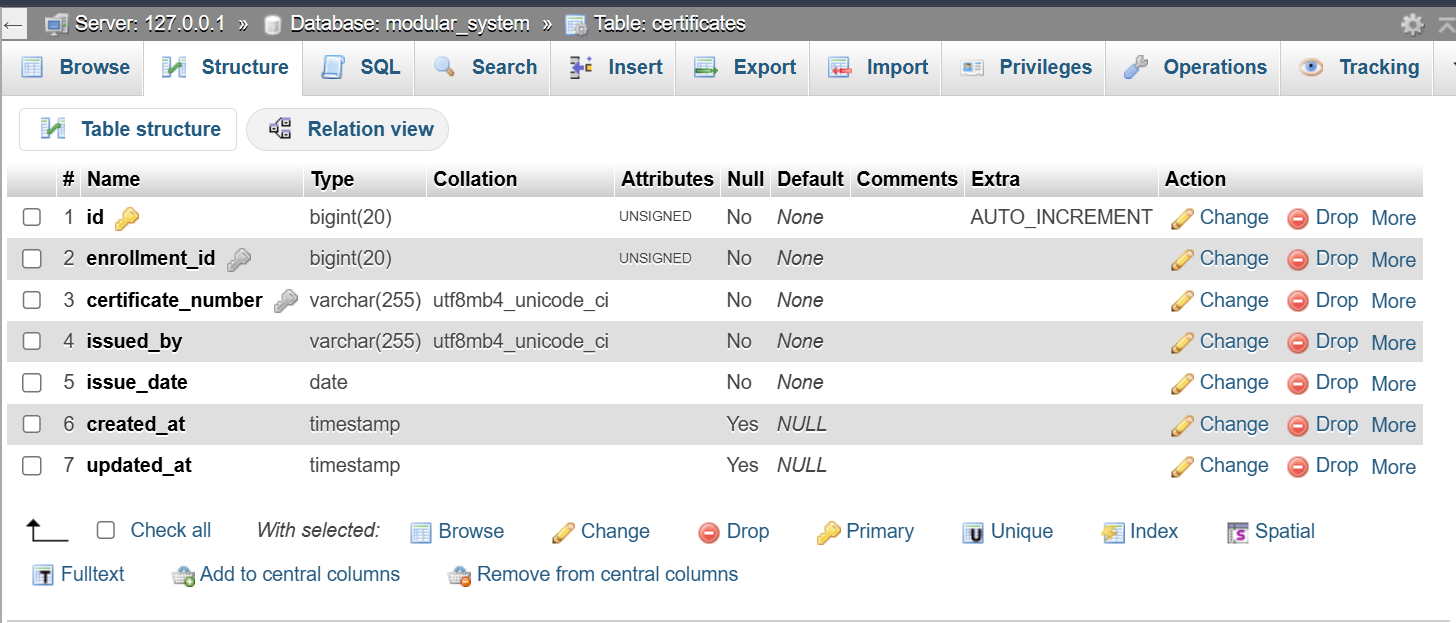 Server: 127.0.0.1 » Database: modular_system » Table: certificates
Browse Structure SQL Search Insert Export Import Privileges Operations Tracking
Table structure Relation view
# Name Type Collation Attributes Null Default Comments Extra Action
1 id bigint(20) UNSIGNED No None AUTO_INCREMENT Change Drop More
2 enrollment_id bigint(20) UNSIGNED No None Change Drop More
3 certificate_number varchar(255) utf8mb4_unicode_ci No None Change Drop More
4 issued_by varchar(255) utf8mb4_unicode_ci No None Change Drop More
5 issue_date date No None Change Drop More
6 created_at timestamp Yes NULL Change Drop More
7 updated_at timestamp Yes NULL Change Drop More
Check all With selected: Browse Change Drop Primary Unique Index Spatial
Fulltext Add to central columns Remove from central columns